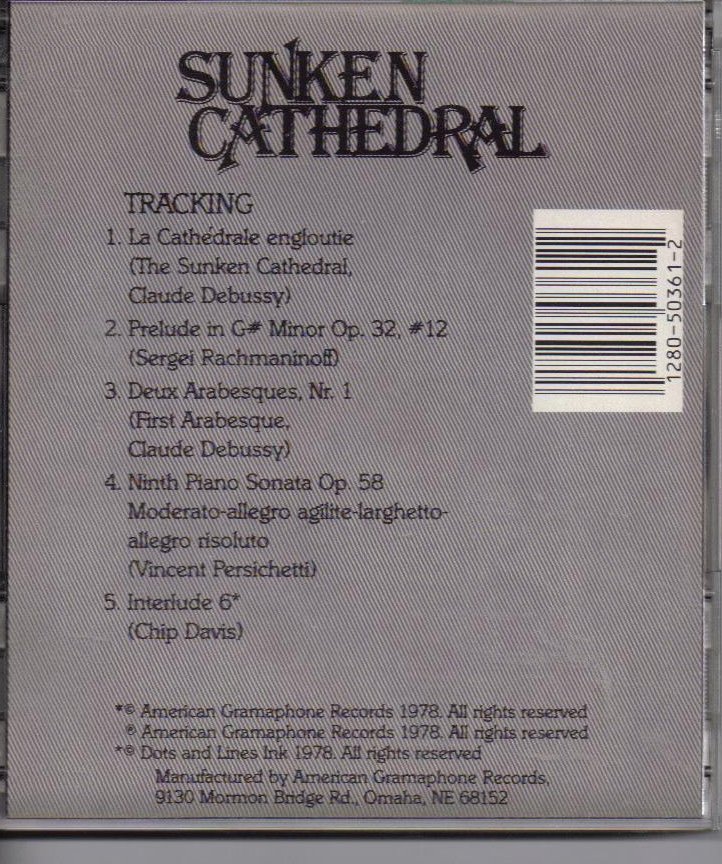 SUNKEN
CATHEDRAL
TRACKING
1. La Cathédrale engloutie
(The Sunken Cathedral,
Claude Debussy)
2. Prelude in G# Minor Op. 32, #12
(Sergei Rachmaninoff)
3. Deux Arabesques, Nr. 1
(First Arabesque,
Claude Debussy)
4. Ninth Piano Sonata Op. 58
Moderato-allegro agilite-larghetto-
allegro risoluto
(Vincent Persichetti)
5. Interlude 6*
(Chip Davis)
1280-50361-2
*© American Gramaphone Records 1978. All rights reserved
℗ American Gramaphone Records 1978. All rights reserved
*© Dots and Lines Ink 1978. All rights reserved
Manufactured by American Gramaphone Records,
9130 Mormon Bridge Rd., Omaha, NE 68152